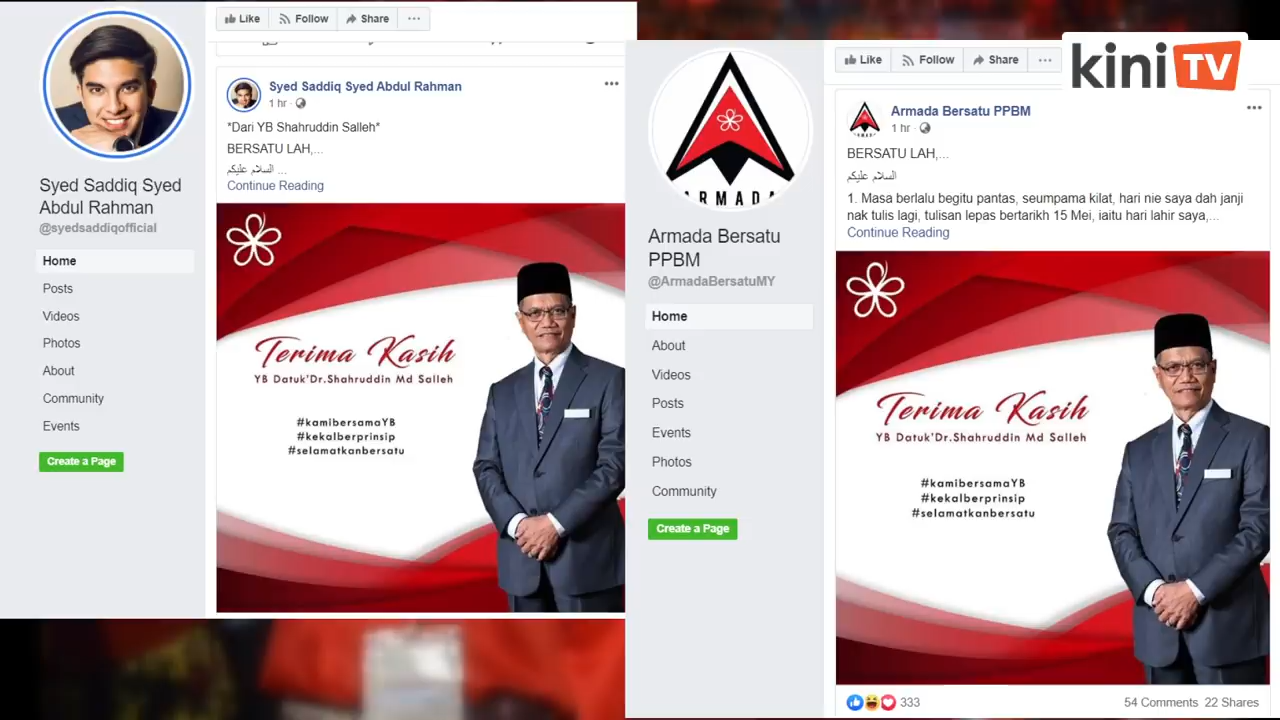 Like
Follow
Share
Syed Saddiq Syed Abdul Rahman
1 hr
*Dari YB Shahruddin Salleh*
BERSATU LAH,...
السلام عليكم ...
Continue Reading
Syed Saddiq Syed
Abdul Rahman
@syedsaddiqofficial
Home
Posts
Videos
Photos
About
Community
Events
Create a Page
Terima Kasih
YB Datuk'Dr.Shahruddin Md Salleh
#kamibersamaYB
#kekalberprinsip
#selamatkanbersatu
kini TV
Like
Follow
Share
Armada Bersatu PPBM
1 hr
BERSATU LAH,...
السلام عليكم
1. Masa berlalu begitu pantas, seumpama kilat, hari nie saya dah janji
nak tulis lagi, tulisan lepas bertarikh 15 Mei, iaitu hari lahir saya,...
Continue Reading
ARMADA
ARMADA
Armada Bersatu
PPBM
@ArmadaBersatuMY
Home
About
Videos
Posts
Events
Photos
Community
Create a Page
Terima Kasih
YB Datuk'Dr.Shahruddin Md Salleh
#kamibersamaYB
#kekalberprinsip
#selamatkanbersatu
333
54 Comments 22 Shares